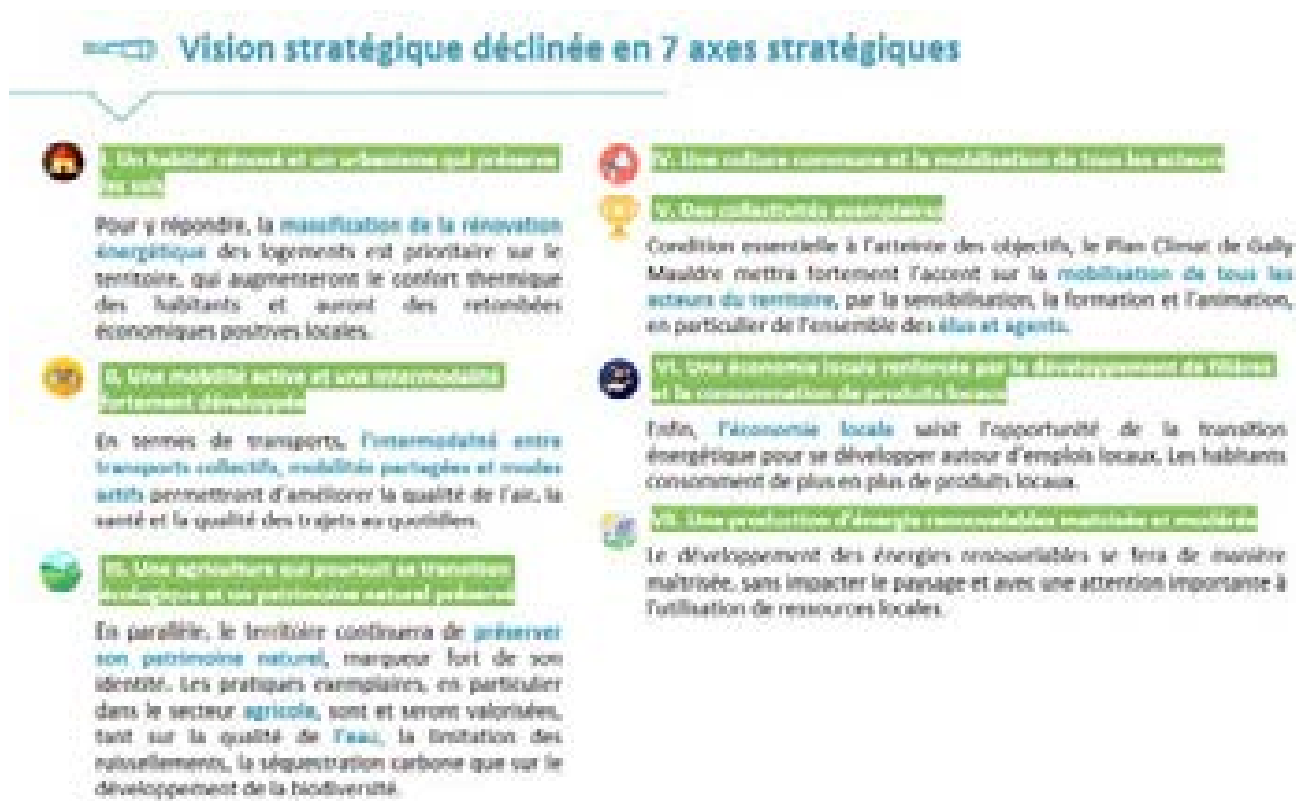 Vision stratégique déclinée en 7 axes stratégiques
I. Un habitat rénové et un urbanisme qui préserve
les sols
Pour y répondre, la massification de la rénovation
énergétique des logements est prioritaire sur le
territoire, qui augmenteront le confort thermique
des habitants et auront des retombées
économiques positives locales.
II. Une mobilité active et une intermodalité
fortement développée
En termes de transports, l'intermodalité entre
transports collectifs, mobilités partagées et modes
actifs permettront d'améliorer la qualité de l'air, la
santé et la qualité des trajets au quotidien.
III. Une agriculture qui poursuit sa transition
écologique et un patrimoine naturel préservé
En parallèle, le territoire continuera de préserver
son patrimoine naturel, marqueur fort de son
identité. Les pratiques exemplaires, en particulier
dans le secteur agricole, sont et seront valorisées,
tant sur la qualité de l'eau, la limitation des
ruissellements, la séquestration carbone que sur le
développement de la biodiversité.
IV. Une culture commune et la mobilisation de tous les acteurs
V. Des collectivités exemplaires
Condition essentielle à l'atteinte des objectifs, le Plan Climat de Gally
Mauldre mettra fortement l'accent sur la mobilisation de tous les
acteurs du territoire, par la sensibilisation, la formation et l'animation,
en particulier de l'ensemble des élus et agents.
VI. Une économie locale renforcée par le développement de filières
et la consommation de produits locaux
Enfin, l'économie locale saisit l'opportunité de la transition
énergétique pour se développer autour d'emplois locaux. Les habitants
consomment de plus en plus de produits locaux.
VII. Une production d'énergie renouvelables maîtrisée et modérée
Le développement des énergies renouvelables se fera de manière
maîtrisée, sans impacter le paysage et avec une attention importante à
l'utilisation de ressources locales.